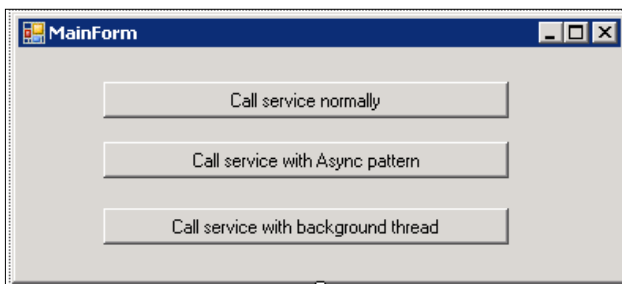 MainForm
Call service normally
Call service with Async pattern
Call service with background thread